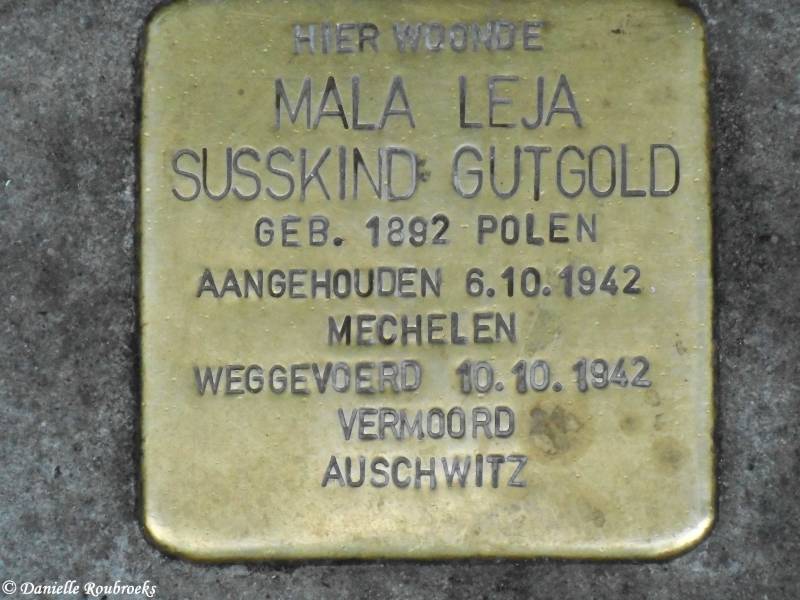 HIER WOONDE
MALA LEJA
SUSSKIND GUTGOLD
GEB. 1892 POLEN
AANGEHOUDEN 6.10.1942
MECHELEN
WEGGEVOERD 10.10.1942
VERMOORD
AUSCHWITZ
© Danielle Roubroeks